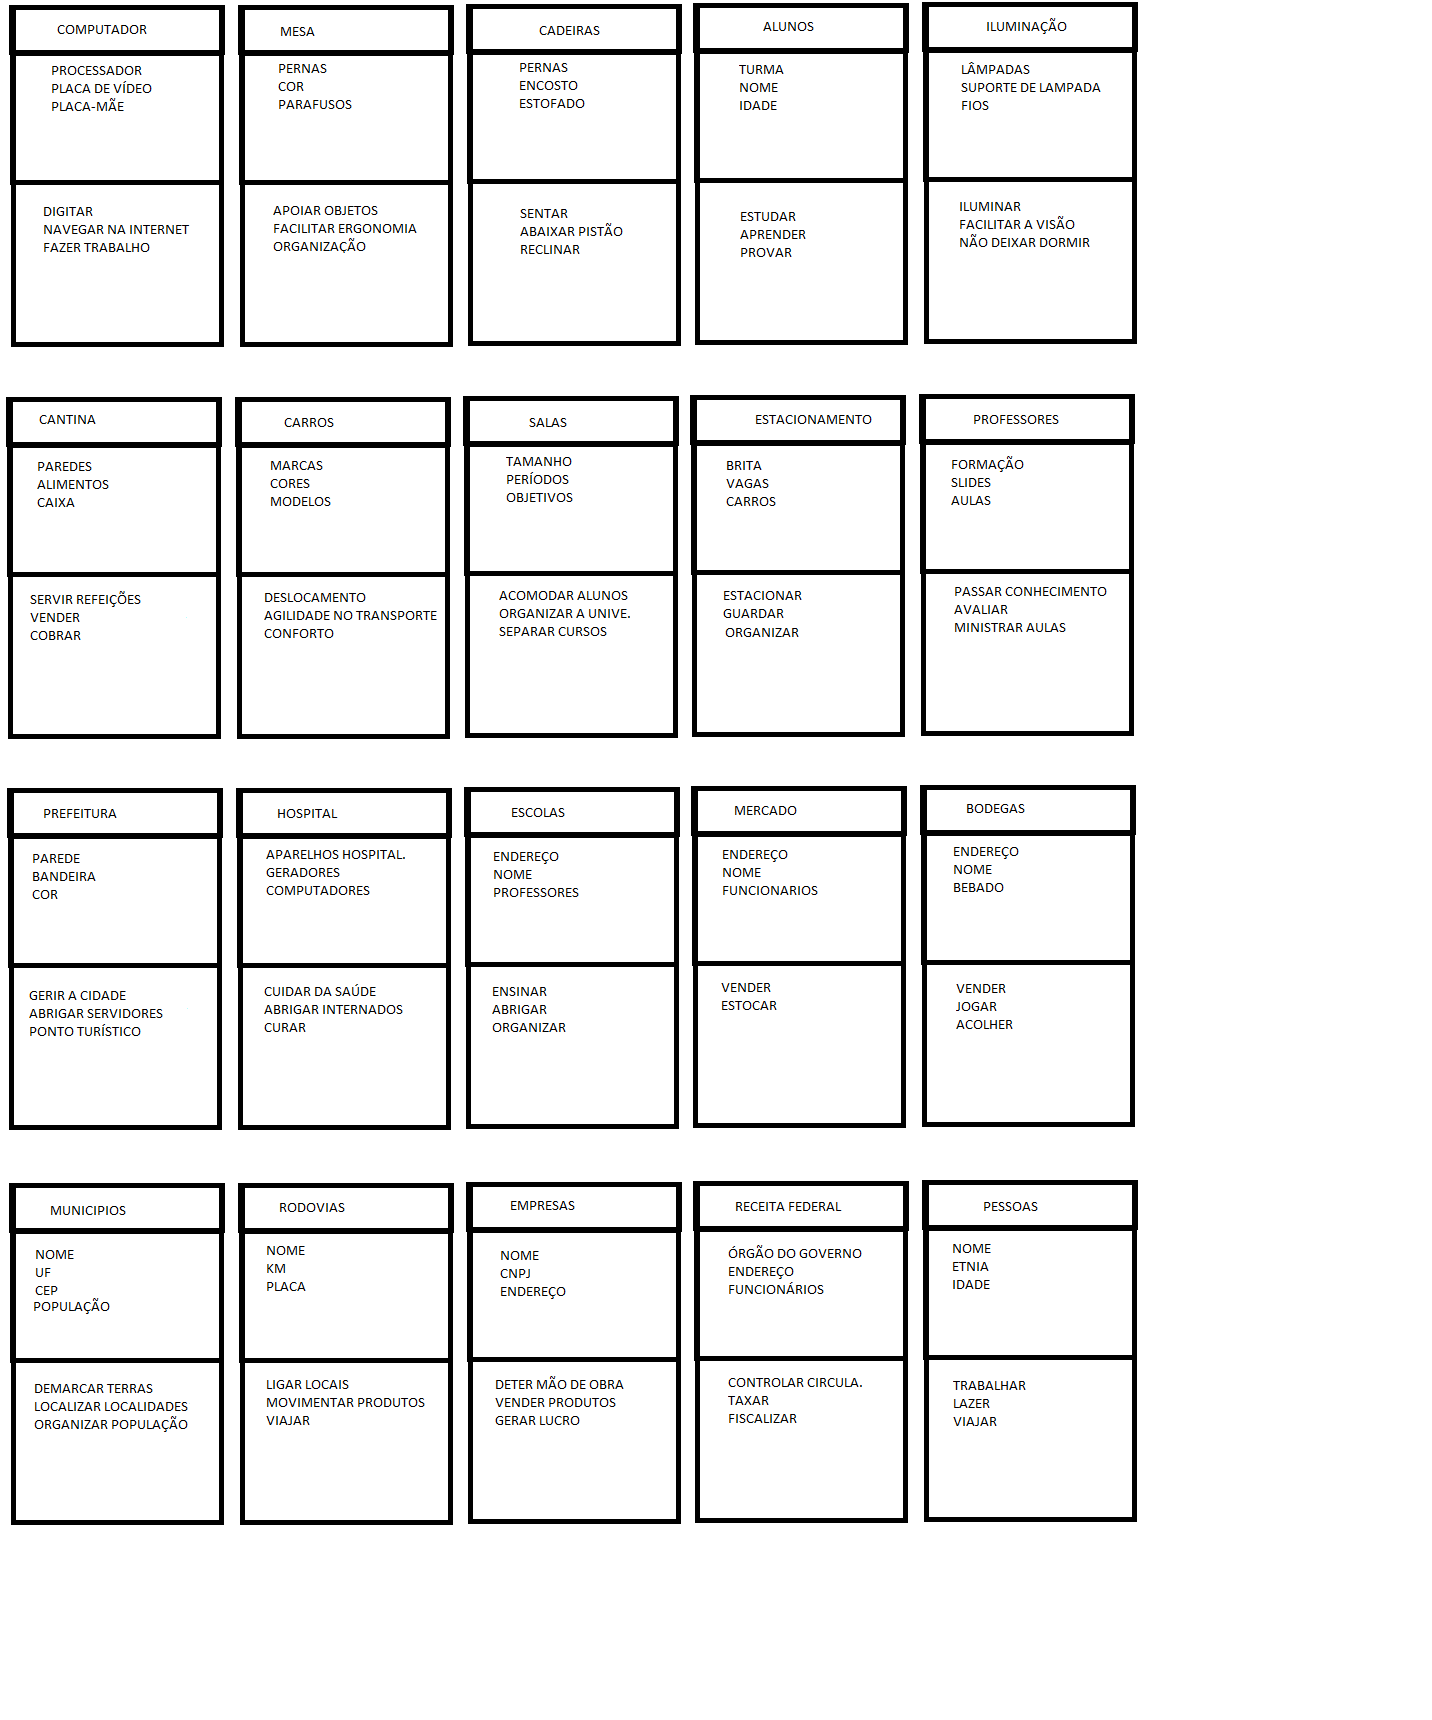 COMPUTADOR
PROCESSADOR
PLACA DE VÍDEO
PLACA-MÃE
DIGITAR
NAVEGAR NA INTERNET
FAZER TRABALHO
MESA
PERNAS
COR
PARAFUSOS
APOIAR OBJETOS
FACILITAR ERGONOMIA
ORGANIZAÇÃO
CADEIRAS
PERNAS
ENCOSTO
ESTOFADO
SENTAR
ABAIXAR PISTÃO
RECLINAR
ALUNOS
TURMA
NOME
IDADE
ESTUDAR
APRENDER
PROVAR
ILUMINAÇÃO
LÂMPADAS
SUPORTE DE LAMPADA
FIOS
ILUMINAR
FACILITAR A VISÃO
NÃO DEIXAR DORMIR
CANTINA
PAREDES
ALIMENTOS
CAIXA
SERVIR REFEIÇÕES
VENDER
COBRAR
CARROS
MARCAS
CORES
MODELOS
DESLOCAMENTO
AGILIDADE NO TRANSPORTE
CONFORTO
SALAS
TAMANHO
PERÍODOS
OBJETIVOS
ACOMODAR ALUNOS
ORGANIZAR A UNIVE.
SEPARAR CURSOS
ESTACIONAMENTO
BRITA
VAGAS
CARROS
ESTACIONAR
GUARDAR
ORGANIZAR
PROFESSORES
FORMAÇÃO
SLIDES
AULAS
PASSAR CONHECIMENTO
AVALIAR
MINISTRAR AULAS
PREFEITURA
PAREDE
BANDEIRA
COR
GERIR A CIDADE
ABRIGAR SERVIDORES
PONTO TURÍSTICO
HOSPITAL
APARELHOS HOSPITAL.
GERADORES
COMPUTADORES
CUIDAR DA SAÚDE
ABRIGAR INTERNADOS
CURAR
ESCOLAS
ENDEREÇO
NOME
PROFESSORES
ENSINAR
ABRIGAR
ORGANIZAR
MERCADO
ENDEREÇO
NOME
FUNCIONARIOS
VENDER
ESTOCAR
BODEGAS
ENDEREÇO
NOME
BEBADO
VENDER
JOGAR
ACOLHER
MUNICIPIOS
NOME
UF
CEP
POPULAÇÃO
DEMARCAR TERRAS
LOCALIZAR LOCALIDADES
ORGANIZAR POPULAÇÃO
RODOVIAS
NOME
KM
PLACA
LIGAR LOCAIS
MOVIMENTAR PRODUTOS
VIAJAR
EMPRESAS
NOME
CNPJ
ENDEREÇO
DETER MÃO DE OBRA
VENDER PRODUTOS
GERAR LUCRO
RECEITA FEDERAL
ÓRGÃO DO GOVERNO
ENDEREÇO
FUNCIONÁRIOS
CONTROLAR CIRCULA.
TAXAR
FISCALIZAR
PESSOAS
NOME
ETNIA
IDADE
TRABALHAR
LAZER
VIAJAR